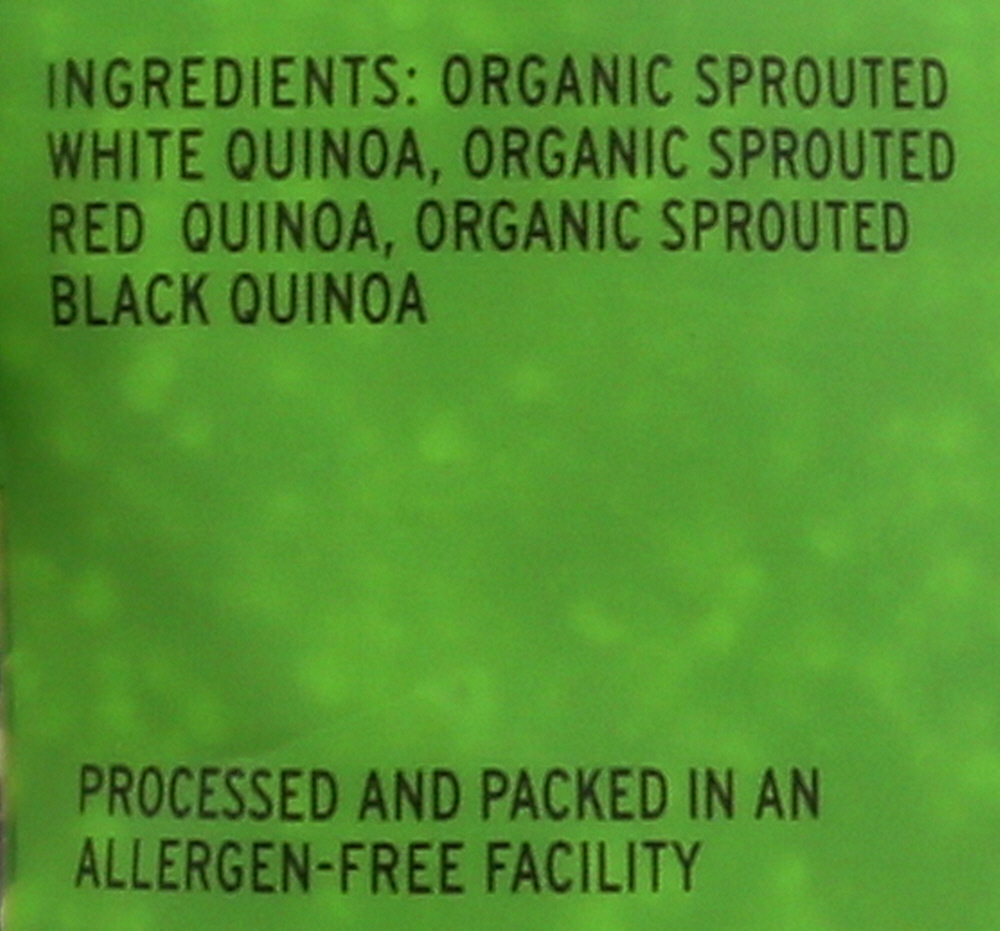 INGREDIENTS: ORGANIC SPROUTED
WHITE QUINOA, ORGANIC SPROUTED
RED QUINOA, ORGANIC SPROUTED
BLACK QUINOA
PROCESSED AND PACKED IN AN
ALLERGEN-FREE FACILITY